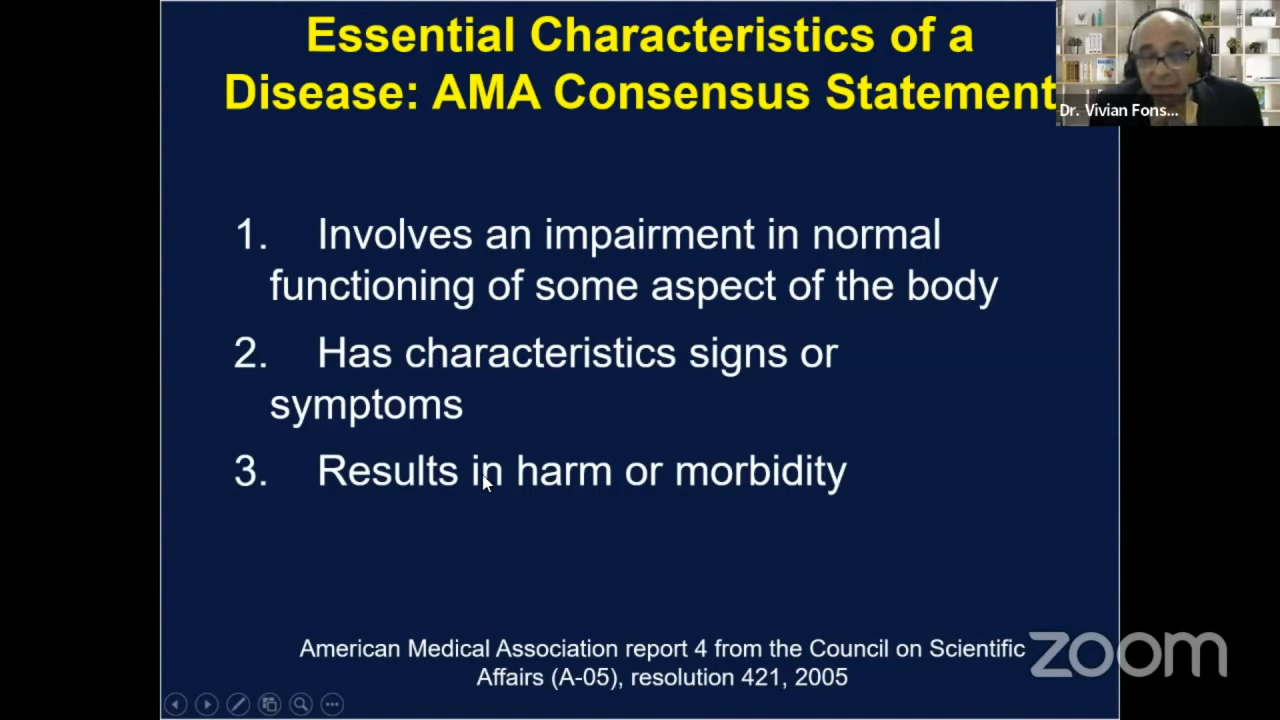 Essential Characteristics of a
Disease: AMA Consensus Statement
Dr. Vivian Fons...
1. Involves an impairment in normal
functioning of some aspect of the body
2. Has characteristics signs or
symptoms
3. Results in harm or morbidity
American Medical Association report 4 from the Council on Scientific
Affairs (A-05), resolution 421, 2005
zoom